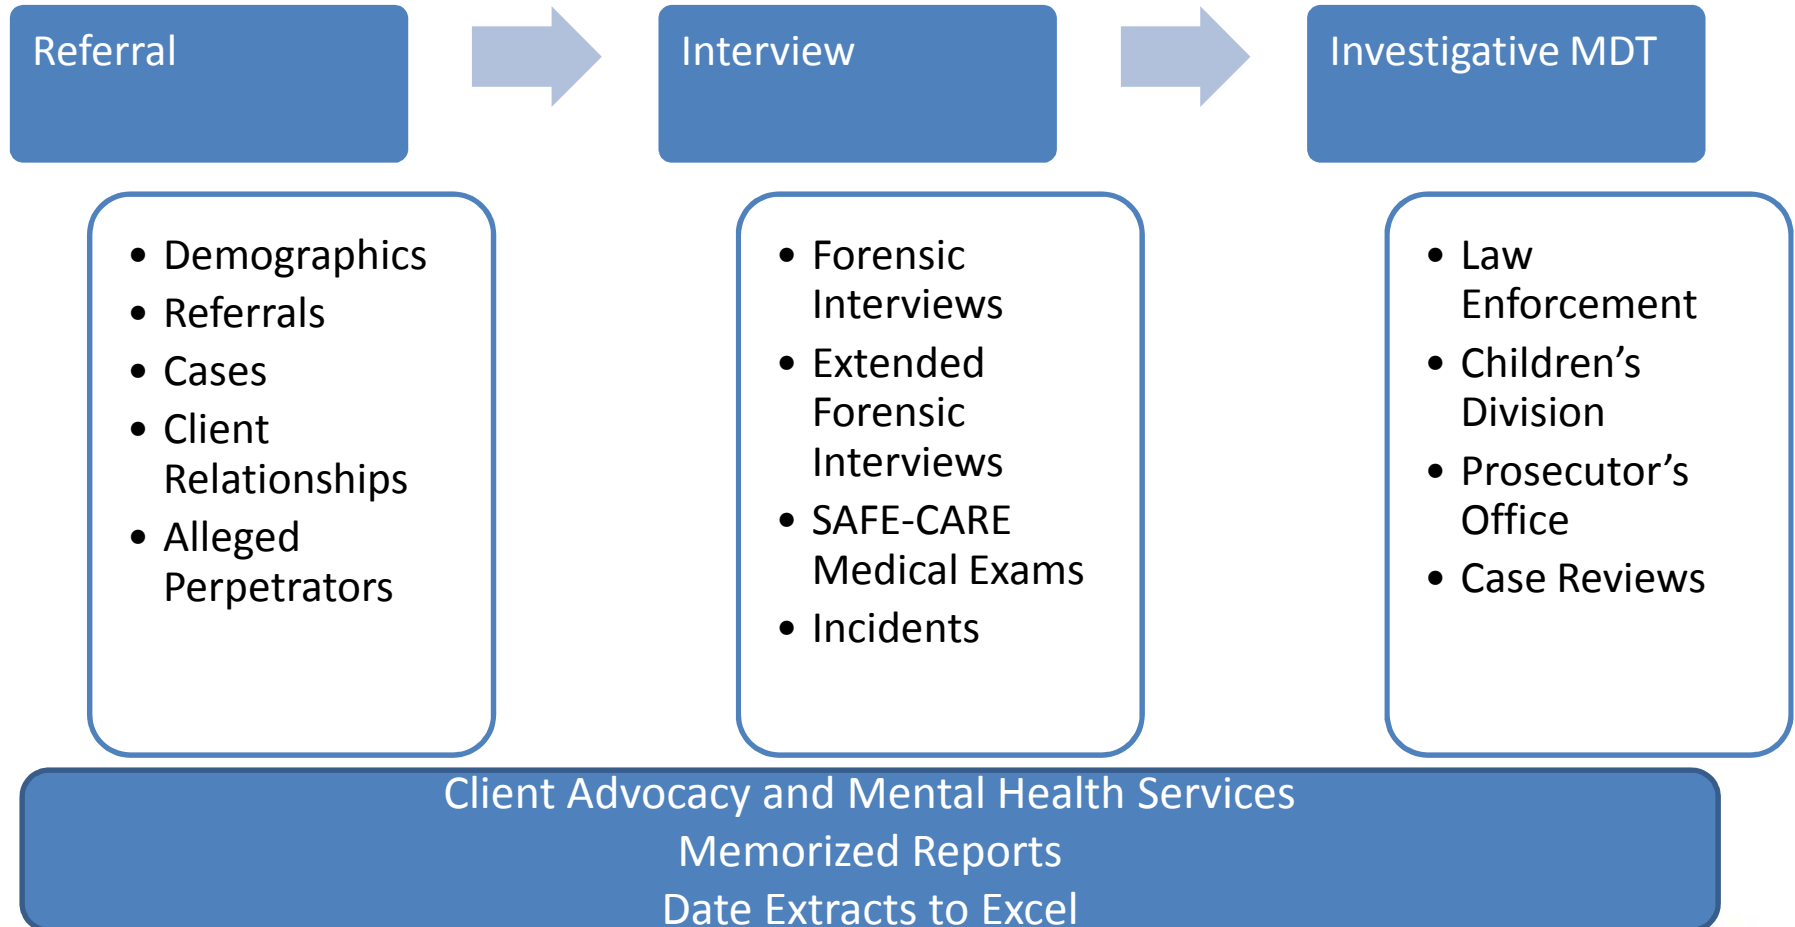 Referral
Interview
Investigative MDT
• Demographics
• Referrals
• Cases
• Client
Relationships
• Alleged
Perpetrators
• Forensic
Interviews
• Extended
Forensic
Interviews
• SAFE-CARE
Medical Exams
• Incidents
• Law
Enforcement
• Children’s
Division
• Prosecutor’s
Office
• Case Reviews
Client Advocacy and Mental Health Services
Memorized Reports
Date Extracts to Excel